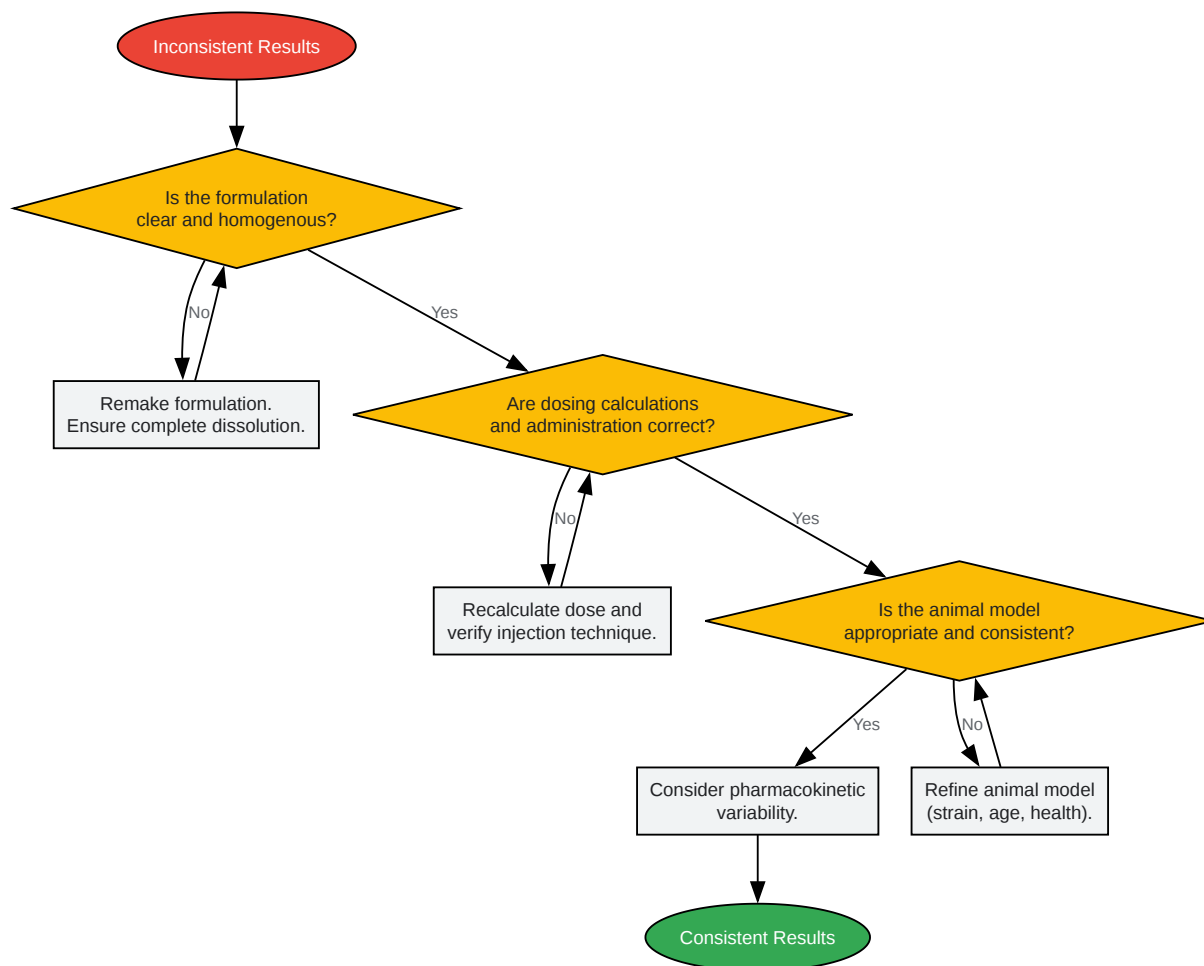 Inconsistent Results
Is the formulation
clear and homogenous?
No
Yes
Remake formulation.
Ensure complete dissolution.
Are dosing calculations
and administration correct?
No
Yes
Recalculate dose and
verify injection technique.
Is the animal model
appropriate and consistent?
Yes
No
Consider pharmacokinetic
variability.
Refine animal model
(strain, age, health).
Consistent Results